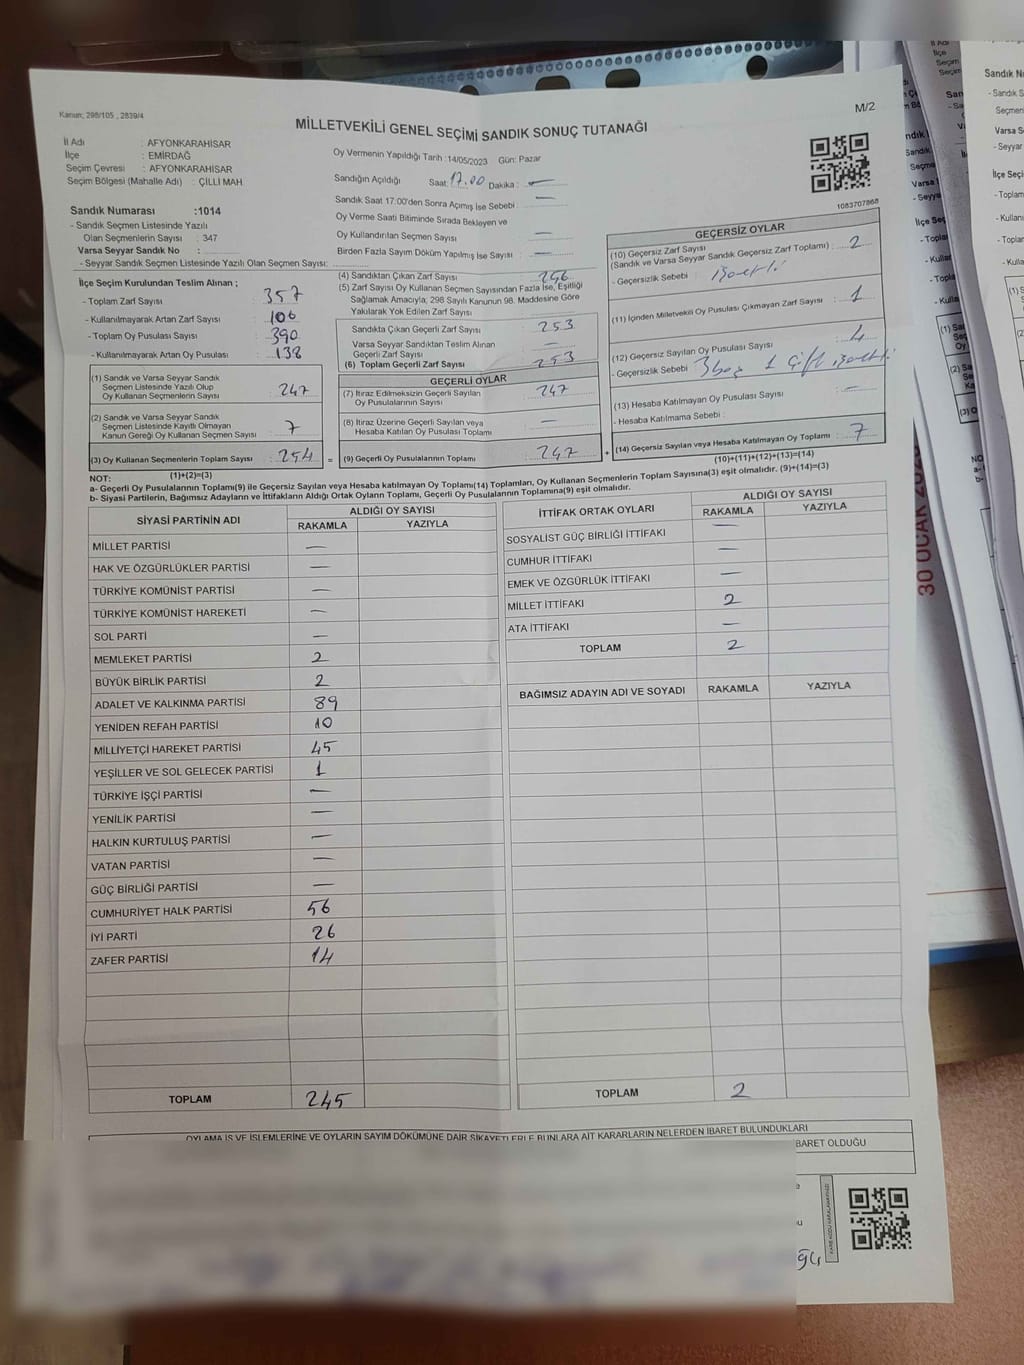 Kanun; 298/105 , 2839/4
M/2
MİLLETVEKİLİ GENEL SEÇİMİ SANDIK SONUÇ TUTANAĞI
İl Adı : AFYONKARAHİSAR
İlçe : EMİRDAĞ
Seçim Çevresi : AFYONKARAHİSAR
Seçim Bölgesi (Mahalle Adı) : ÇİLLİ MAH
Sandık Numarası :1014
- Sandık Seçmen Listesinde Yazılı
Olan Seçmenlerin Sayısı : 347
Varsa Seyyar Sandık No :
- Seyyar Sandık Seçmen Listesinde Yazılı Olan Seçmen Sayısı:
Oy Vermenin Yapıldığı Tarih :14/05/2023 Gün: Pazar
Sandığın Açıldığı Saat: 17.00 Dakika : —
Sandık Saat 17.00'den Sonra Açımış İse Sebebi : —
Oy Verme Saati Bitiminde Sırada Bekleyen ve
Oy Kullandırılan Seçmen Sayısı —
Birden Fazla Sayım Döküm Yapılmış İse Sayısı : —
1083707868
İlçe Seçim Kurulundan Teslim Alınan ;
- Toplam Zarf Sayısı : 357
- Kullanılmayarak Artan Zarf Sayısı : 106
- Toplam Oy Pusulası Sayısı : 390
- Kullanılmayarak Artan Oy Pusulası : 138
(1) Sandık ve Varsa Seyyar Sandık
Seçmen Listesinde Yazılı Olup
Oy Kullanan Seçmenlerin Sayısı : 247
(2) Sandık ve Varsa Seyyar Sandık
Seçmen Listesinde Kayıtlı Olmayan
Kanun Gereği Oy Kullanan Seçmen Sayısı : 7
(3) Oy Kullanan Seçmenlerin Toplam Sayısı : 254 =
(1)+(2)=(3)
(4) Sandıktan Çıkan Zarf Sayısı : 256
(5) Zarf Sayısı Oy Kullanan Seçmen Sayısından Fazla İse, Eşitliği
Sağlamak Amacıyla; 298 Sayılı Kanunun 98. Maddesine Göre
Yakılarak Yok Edilen Zarf Sayısı
Sandıkta Çıkan Geçerli Zarf Sayısı : 253
Varsa Seyyar Sandıktan Teslim Alınan
Geçerli Zarf Sayısı : —
(6) Toplam Geçerli Zarf Sayısı : 253
GEÇERLİ OYLAR
(7) İtiraz Edilmeksizin Geçerli Sayılan
Oy Pusulalarının Sayısı : 247
(8) İtiraz Üzerine Geçerli Sayılan veya
Hesaba Katılan Oy Pusulası Toplamı : —
(9) Geçerli Oy Pusulalarının Toplamı : 247 +
GEÇERSİZ OYLAR
(10) Geçersiz Zarf Sayısı
(Sandık ve Varsa Seyyar Sandık Geçersiz Zarf Toplamı) : 2
- Geçersizlik Sebebi :
(11) İçinden Milletvekili Oy Pusulası Çıkmayan Zarf Sayısı : 1
(12) Geçersiz Sayılan Oy Pusulası Sayısı : 4
- Geçersizlik Sebebi 3 boş 1 Çift
(13) Hesaba Katılmayan Oy Pusulası Sayısı : —
- Hesaba Katılmama Sebebi :
(14) Geçersiz Sayılan veya Hesaba Katılmayan Oy Toplamı : 7
(10)+(11)+(12)+(13)=(14)
NOT:
a- Geçerli Oy Pusulalarının Toplamı(9) ile Geçersiz Sayılan veya Hesaba katılmayan Oy Toplamı(14) Toplamları, Oy Kullanan Seçmenlerin Toplam Sayısına(3) eşit olmalıdır. (9)+(14)=(3)
b- Siyasi Partilerin, Bağımsız Adayların ve İttifakların Aldığı Ortak Oyların Toplamı, Geçerli Oy Pusulalarının Toplamına(9) eşit olmalıdır.
SİYASİ PARTİNİN ADI ALDIĞI OY SAYISI
RAKAMLA YAZIYLA
MİLLET PARTİSİ —
HAK VE ÖZGÜRLÜKLER PARTİSİ —
TÜRKİYE KOMÜNİST PARTİSİ —
TÜRKİYE KOMÜNİST HAREKETİ —
SOL PARTİ —
MEMLEKET PARTİSİ 2
BÜYÜK BİRLİK PARTİSİ 2
ADALET VE KALKINMA PARTİSİ 89
YENİDEN REFAH PARTİSİ 10
MİLLİYETÇİ HAREKET PARTİSİ 45
YEŞİLLER VE SOL GELECEK PARTİSİ 1
TÜRKİYE İŞÇİ PARTİSİ —
YENİLİK PARTİSİ —
HALKIN KURTULUŞ PARTİSİ —
VATAN PARTİSİ —
GÜÇ BİRLİĞİ PARTİSİ —
CUMHURİYET HALK PARTİSİ 56
İYİ PARTİ 26
ZAFER PARTİSİ 14
TOPLAM 245
İTTİFAK ORTAK OYLARI ALDIĞI OY SAYISI
RAKAMLA YAZIYLA
SOSYALİST GÜÇ BİRLİĞİ İTTİFAKI —
CUMHUR İTTİFAKI —
EMEK VE ÖZGÜRLÜK İTTİFAKI —
MİLLET İTTİFAKI 2
ATA İTTİFAKI —
TOPLAM 2
BAĞIMSIZ ADAYIN ADI VE SOYADI RAKAMLA YAZIYLA
TOPLAM 2
OYLAMA İŞ VE İŞLEMLERİNE VE OYLARIN SAYIM DÖKÜMÜNE DAİR ŞİKAYETLERLE BUNLARA AİT KARARLARIN NELERDEN İBARET BULUNDUKLARI
BARET OLDUĞU
30 OCAK